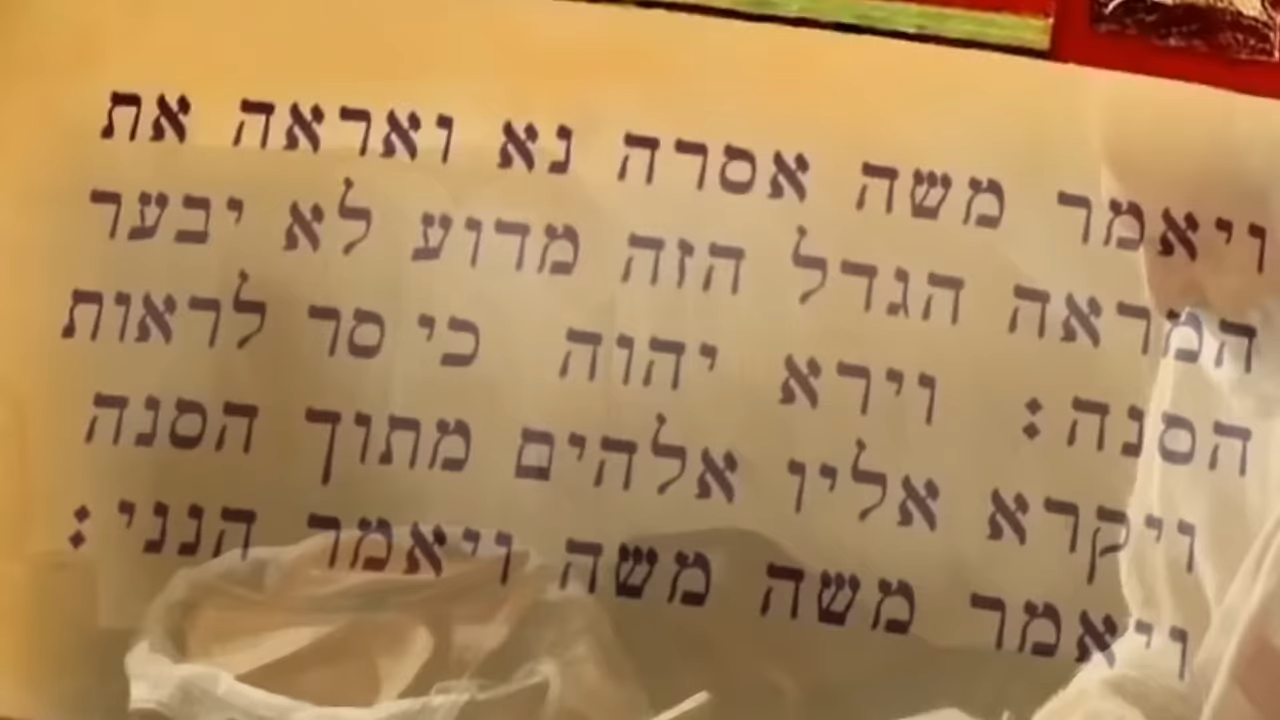 ויאמר משה אסרה נא ואראה את
המראה הגדל הזה מדוע לא יבער
הסנה: וירא יהוה כי סר לראות
ויקרא אליו אלהים מתוך הסנה
ויאמר משה משה ויאמר הנני: